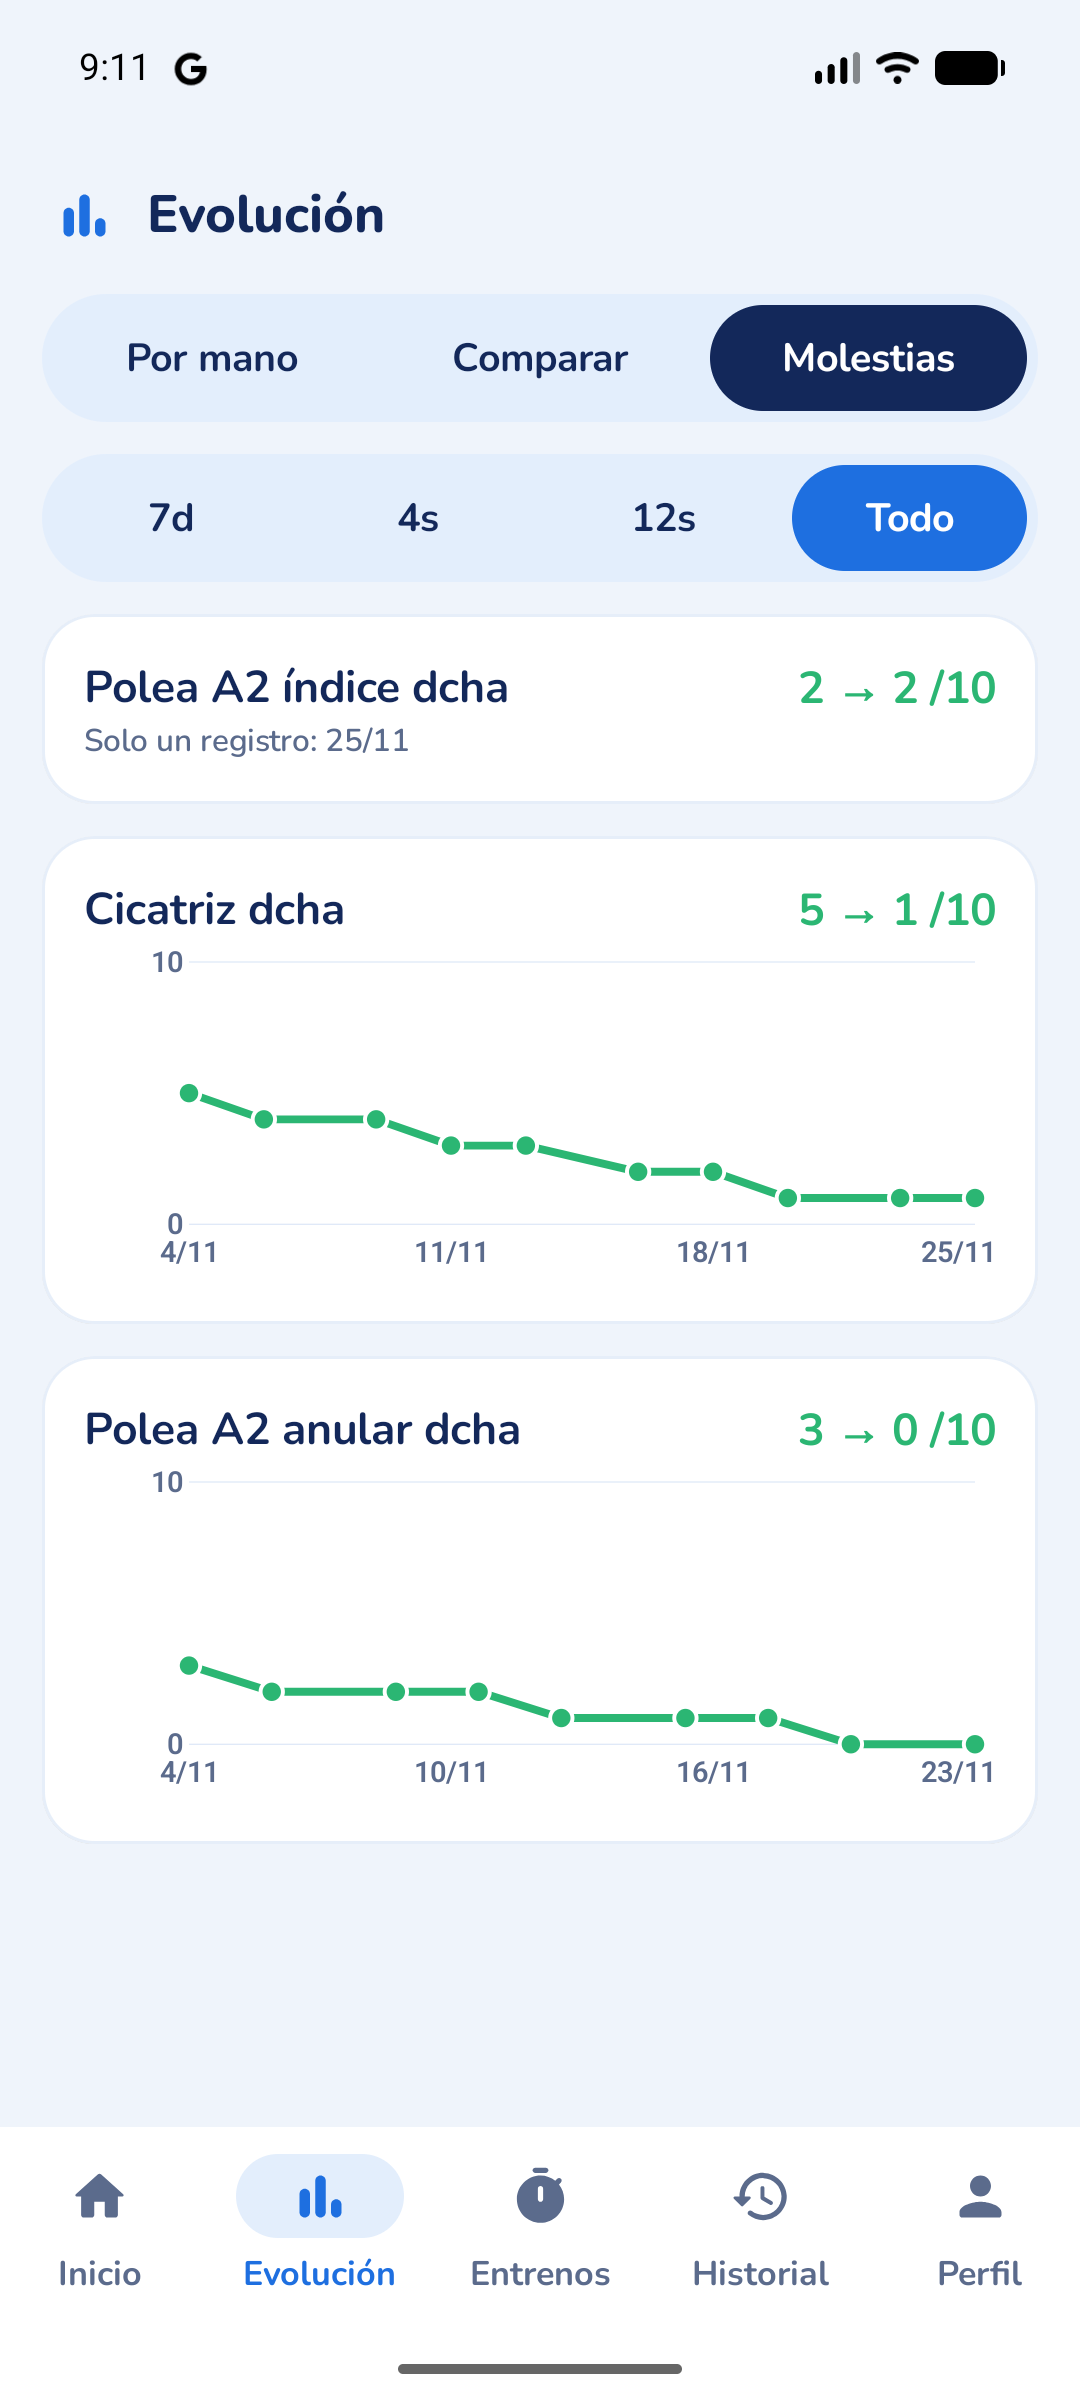 9:11 G
Evolución
Por mano Comparar Molestias
7d 4s 12s Todo
Polea A2 índice dcha 2 → 2 /10
Solo un registro: 25/11
Cicatriz dcha 5 → 1 /10
10
0
4/11 11/11 18/11 25/11
Polea A2 anular dcha 3 → 0 /10
10
0
4/11 10/11 16/11 23/11
Inicio Evolución Entrenos Historial Perfil